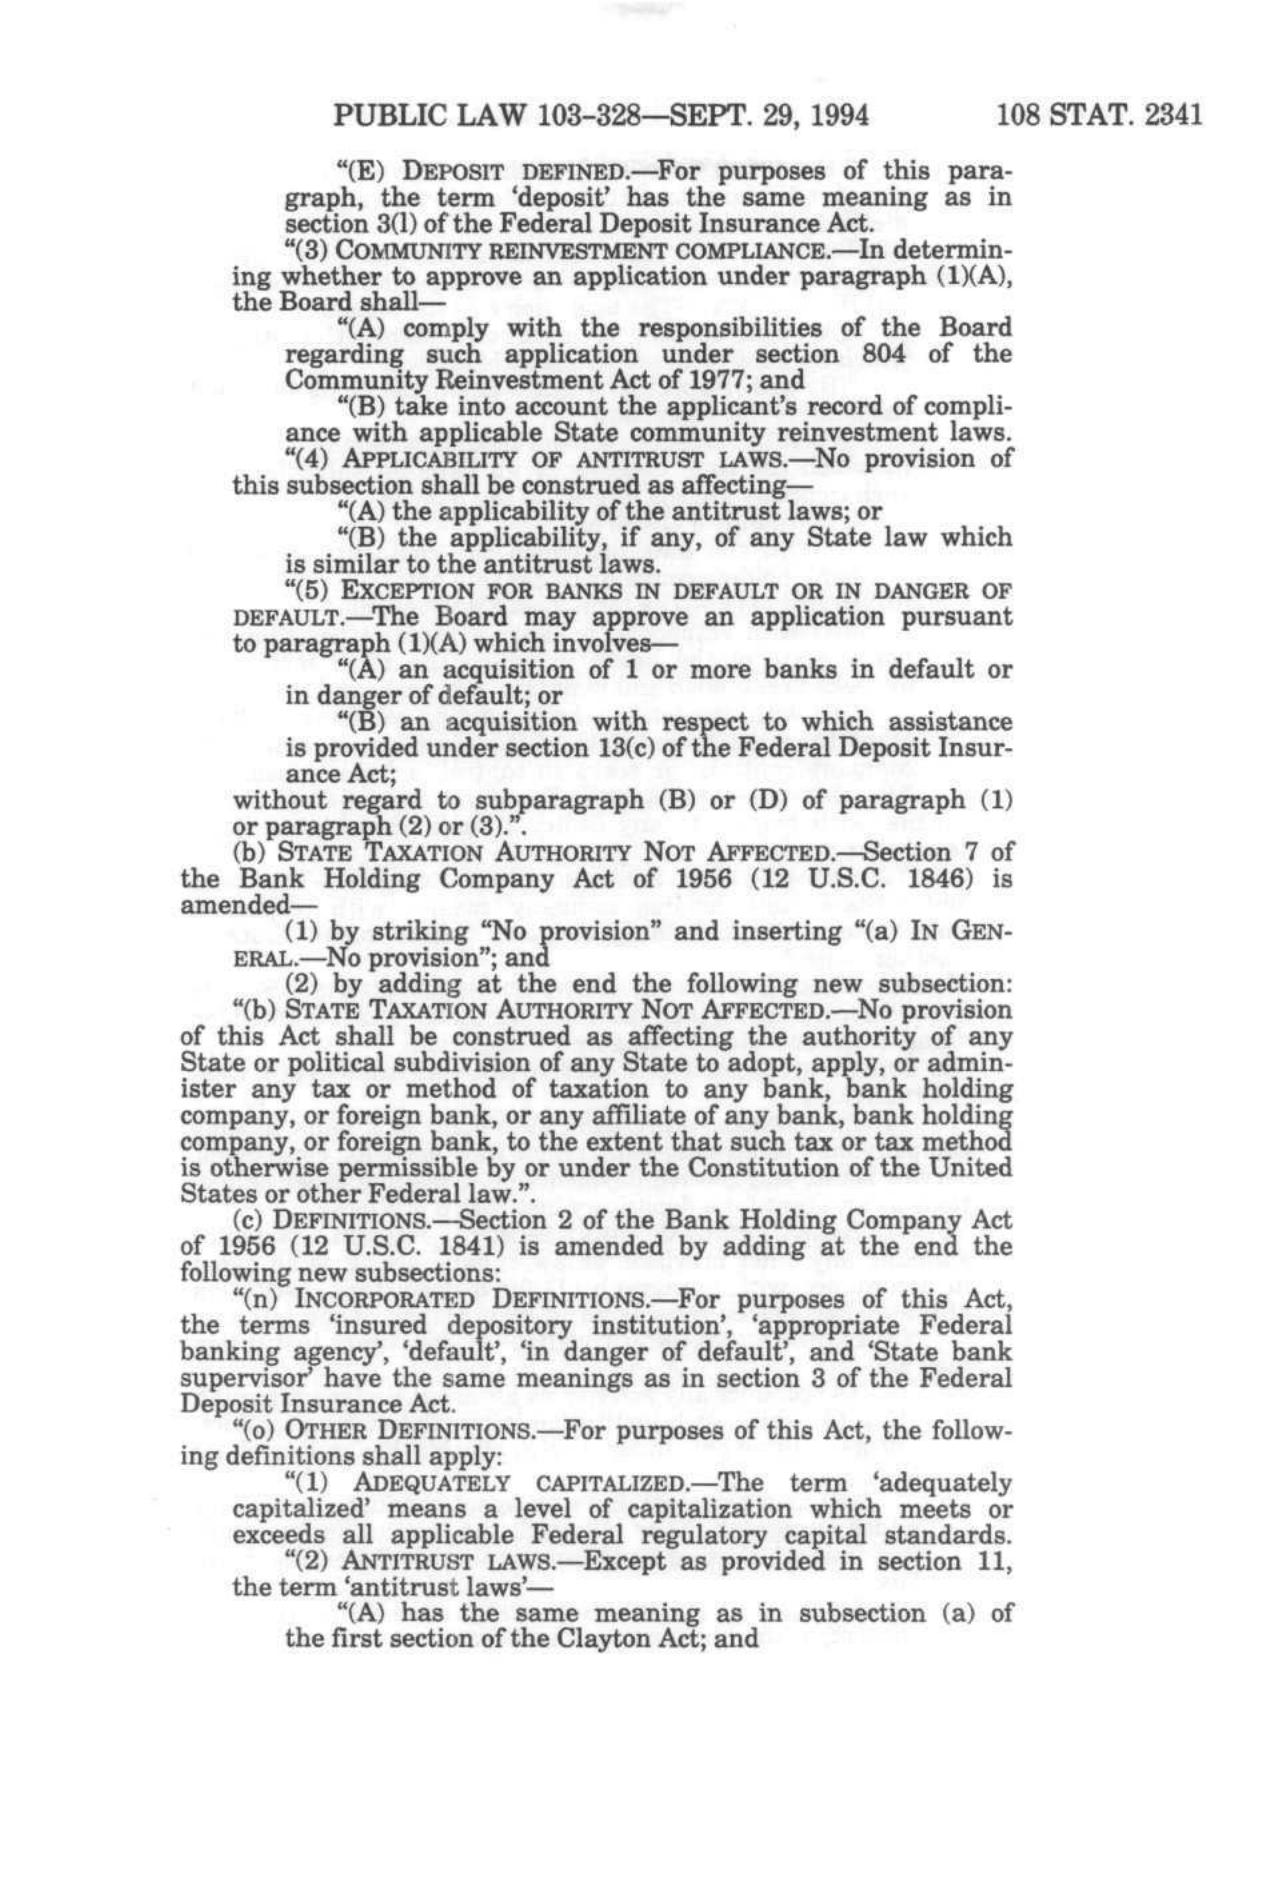 PUBLIC LAW 103–328—SEPT. 29, 1994 108 STAT. 2341
“(E) DEPOSIT DEFINED.—For purposes of this para-
graph, the term ‘deposit’ has the same meaning as in
section 3(l) of the Federal Deposit Insurance Act.
“(3) COMMUNITY REINVESTMENT COMPLIANCE.—In determin-
ing whether to approve an application under paragraph (1)(A),
the Board shall—
“(A) comply with the responsibilities of the Board
regarding such application under section 804 of the
Community Reinvestment Act of 1977; and
“(B) take into account the applicant’s record of compli-
ance with applicable State community reinvestment laws.
“(4) APPLICABILITY OF ANTITRUST LAWS.—No provision of
this subsection shall be construed as affecting—
“(A) the applicability of the antitrust laws; or
“(B) the applicability, if any, of any State law which
is similar to the antitrust laws.
“(5) EXCEPTION FOR BANKS IN DEFAULT OR IN DANGER OF
DEFAULT.—The Board may approve an application pursuant
to paragraph (1)(A) which involves—
“(A) an acquisition of 1 or more banks in default or
in danger of default; or
“(B) an acquisition with respect to which assistance
is provided under section 13(c) of the Federal Deposit Insur-
ance Act;
without regard to subparagraph (B) or (D) of paragraph (1)
or paragraph (2) or (3).”.
(b) STATE TAXATION AUTHORITY NOT AFFECTED.—Section 7 of
the Bank Holding Company Act of 1956 (12 U.S.C. 1846) is
amended—
(1) by striking “No provision” and inserting “(a) IN GEN-
ERAL.—No provision”; and
(2) by adding at the end the following new subsection:
“(b) STATE TAXATION AUTHORITY NOT AFFECTED.—No provision
of this Act shall be construed as affecting the authority of any
State or political subdivision of any State to adopt, apply, or admin-
ister any tax or method of taxation to any bank, bank holding
company, or foreign bank, or any affiliate of any bank, bank holding
company, or foreign bank, to the extent that such tax or tax method
is otherwise permissible by or under the Constitution of the United
States or other Federal law.”.
(c) DEFINITIONS.—Section 2 of the Bank Holding Company Act
of 1956 (12 U.S.C. 1841) is amended by adding at the end the
following new subsections:
“(n) INCORPORATED DEFINITIONS.—For purposes of this Act,
the terms ‘insured depository institution’, ‘appropriate Federal
banking agency’, ‘default’, ‘in danger of default’, and ‘State bank
supervisor’ have the same meanings as in section 3 of the Federal
Deposit Insurance Act.
“(o) OTHER DEFINITIONS.—For purposes of this Act, the follow-
ing definitions shall apply:
“(1) ADEQUATELY CAPITALIZED.—The term ‘adequately
capitalized’ means a level of capitalization which meets or
exceeds all applicable Federal regulatory capital standards.
“(2) ANTITRUST LAWS.—Except as provided in section 11,
the term ‘antitrust laws’—
“(A) has the same meaning as in subsection (a) of
the first section of the Clayton Act; and